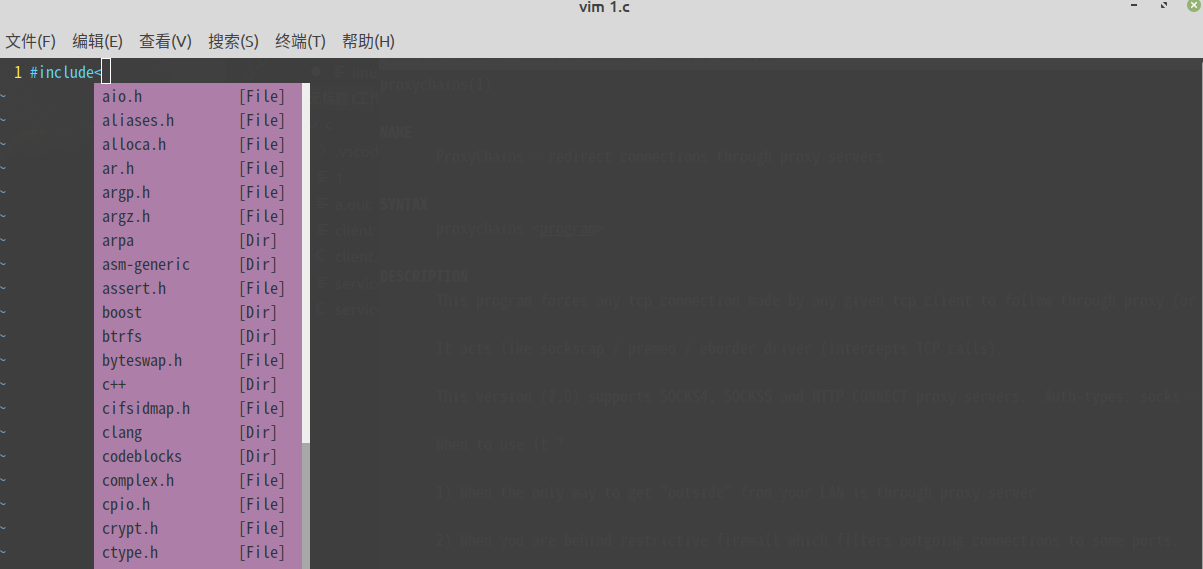 vim 1.c
文件(F) 编辑(E) 查看(V) 搜索(S) 终端(T) 帮助(H)
1 #include<
~ aio.h [File]
~ aliases.h [File]
~ alloca.h [File]
~ ar.h [File]
~ argp.h [File]
~ argz.h [File]
~ arpa [Dir]
~ asm-generic [Dir]
~ assert.h [File]
~ boost [Dir]
~ btrfs [Dir]
~ byteswap.h [File]
~ c++ [Dir]
~ cifsidmap.h [File]
~ clang [Dir]
~ codeblocks [Dir]
~ complex.h [File]
~ cpio.h [File]
~ crypt.h [File]
~ ctype.h [File]
proxychains(1)
NAME
ProxyChains - redirect connections through proxy servers
SYNTAX
proxychains <program>
DESCRIPTION
This program forces any tcp connection made by any given tcp client to follow through proxy
It acts like sockscap / premeo / eborder driver (intercepts TCP calls)
This version (2.0) supports SOCKS4, SOCKS5 and HTTP CONNECT proxy servers.
When to use it ?
1) When the only way to get "outside" from your LAN is through proxy server
2) When you are behind restrictive firewall which filters outgoing connections to some ports